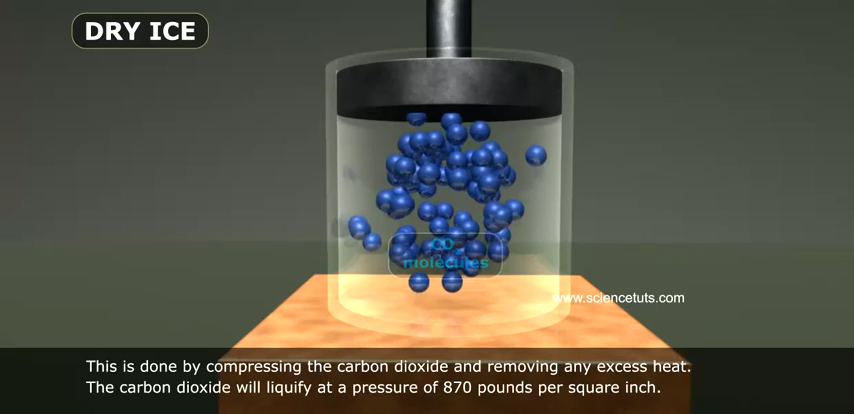 DRY ICE
CO2
molecules
www.sciencetuts.com
This is done by compressing the carbon dioxide and removing any excess heat.
The carbon dioxide will liquify at a pressure of 870 pounds per square inch.